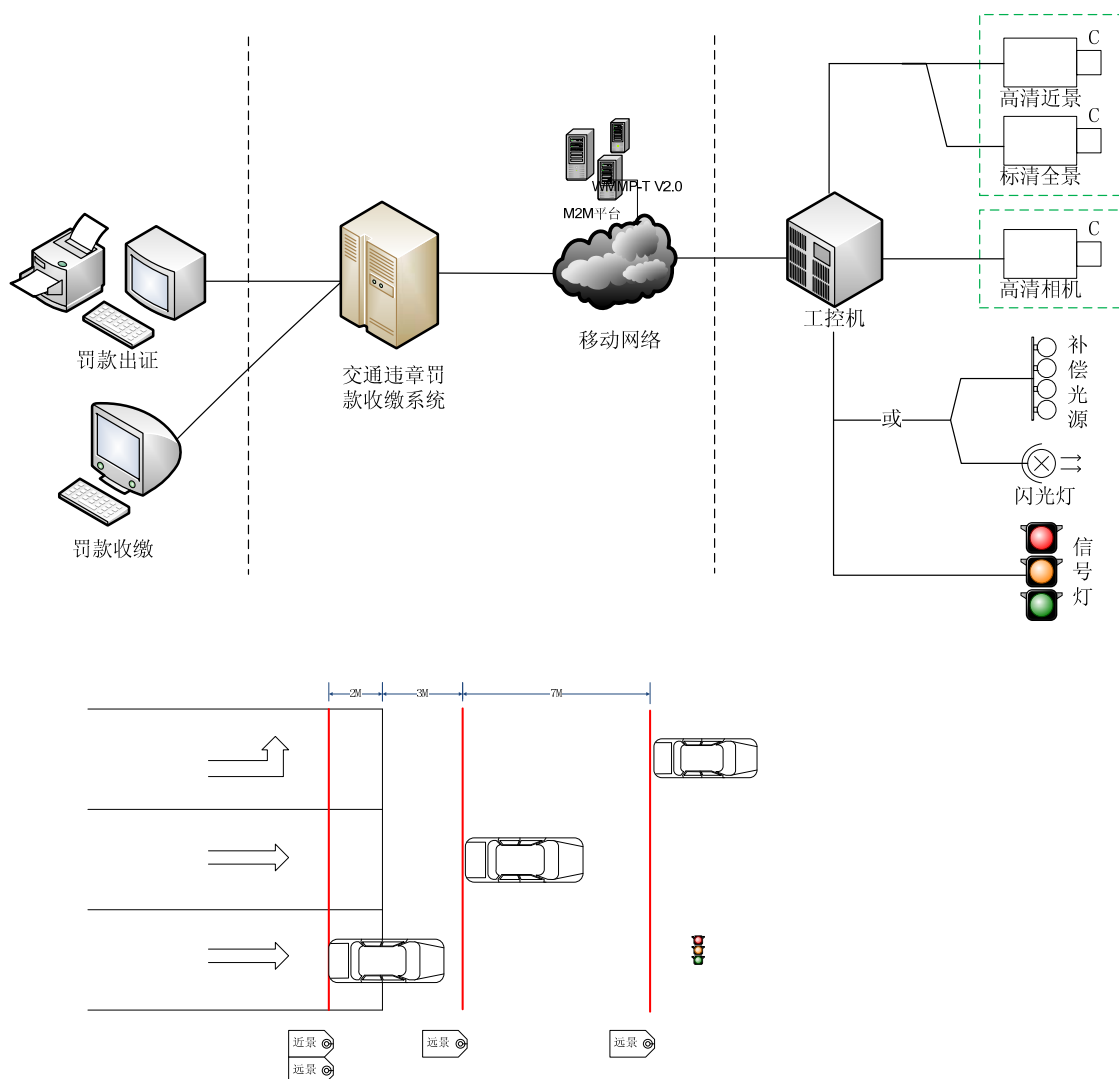 C
高清近景
C
标清全景
WMMP-T V2.0
M2M平台
C
高清相机
工控机
移动网络
罚款出证
交通违章罚
款收缴系统
补
偿
光
源
或
闪光灯
罚款收缴
信
号
灯
2M
3M
7M
近景
远景
远景
远景